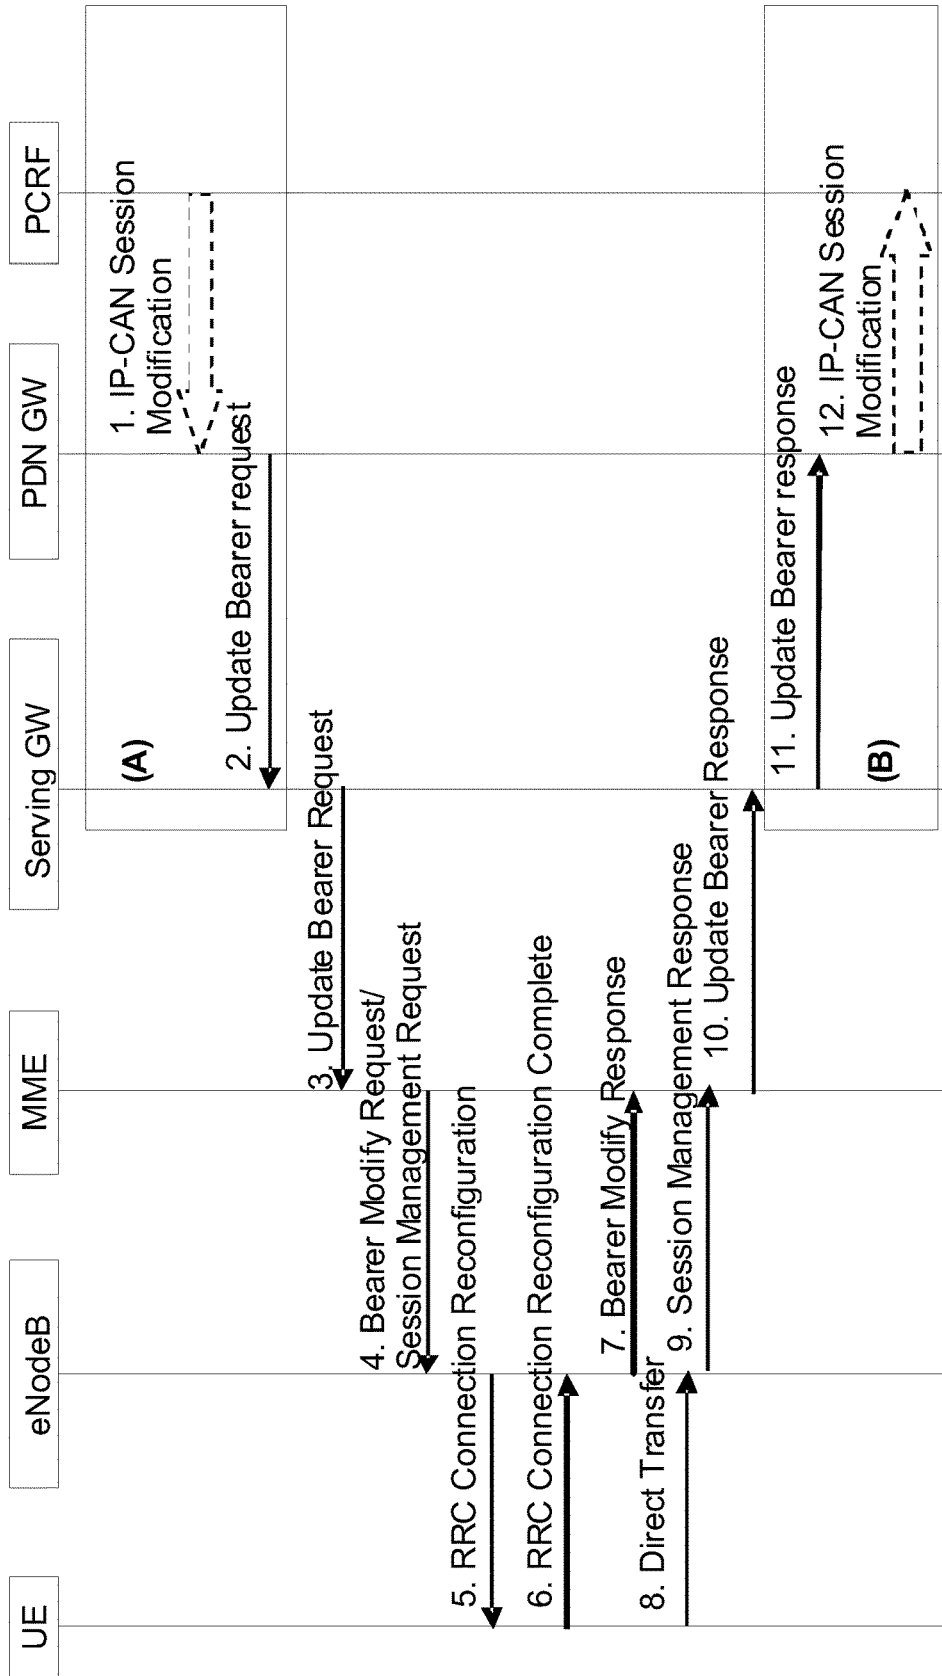 UE
eNodeB
MME
Serving GW
PDN GW
PCRF
(A)
1. IP-CAN Session
Modification
2. Update Bearer request
3. Update Bearer Request
4. Bearer Modify Request/
Session Management Request
5. RRC Connection Reconfiguration
6. RRC Connection Reconfiguration Complete
7. Bearer Modify Response
8. Direct Transfer
9. Session Management Response
10. Update Bearer Response
11. Update Bearer response
(B)
12. IP-CAN Session
Modification